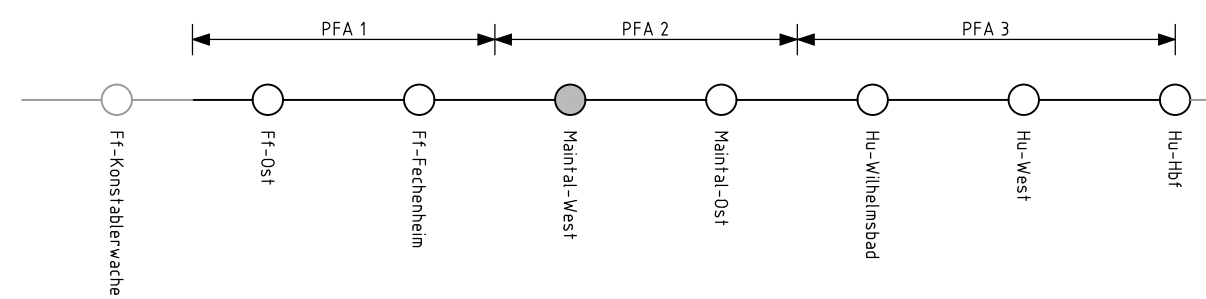 PFA 1
PFA 2
PFA 3
Ff-Konstablerwache
Ff-Ost
Ff-Fechenheim
Maintal-West
Maintal-Ost
Hu-Wilhelmsbad
Hu-West
Hu-Hbf